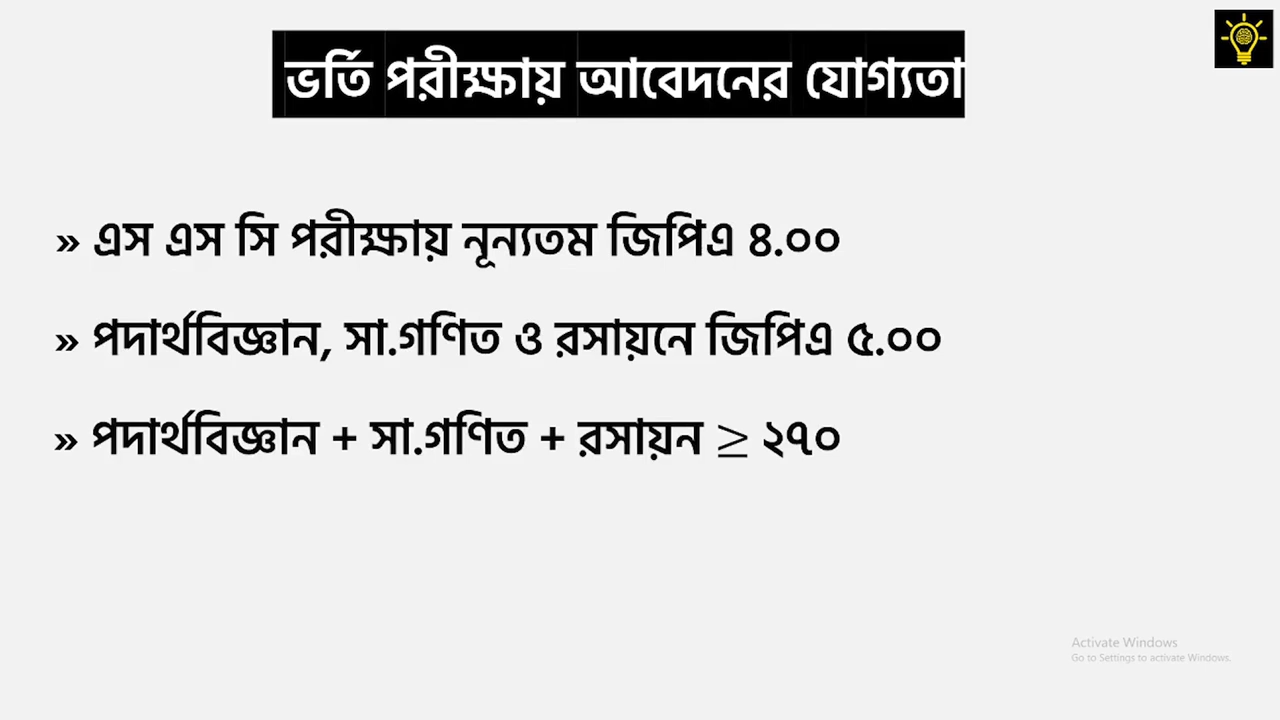 ভর্তি পরীক্ষায় আবেদনের যোগ্যতা
» এস এস সি পরীক্ষায় নূন্যতম জিপিএ ৪.০০
» পদার্থবিজ্ঞান, সা.গণিত ও রসায়নে জিপিএ ৫.০০
» পদার্থবিজ্ঞান + সা.গণিত + রসায়ন ≥ ২৭০
Activate Windows
Go to Settings to activate Windows.